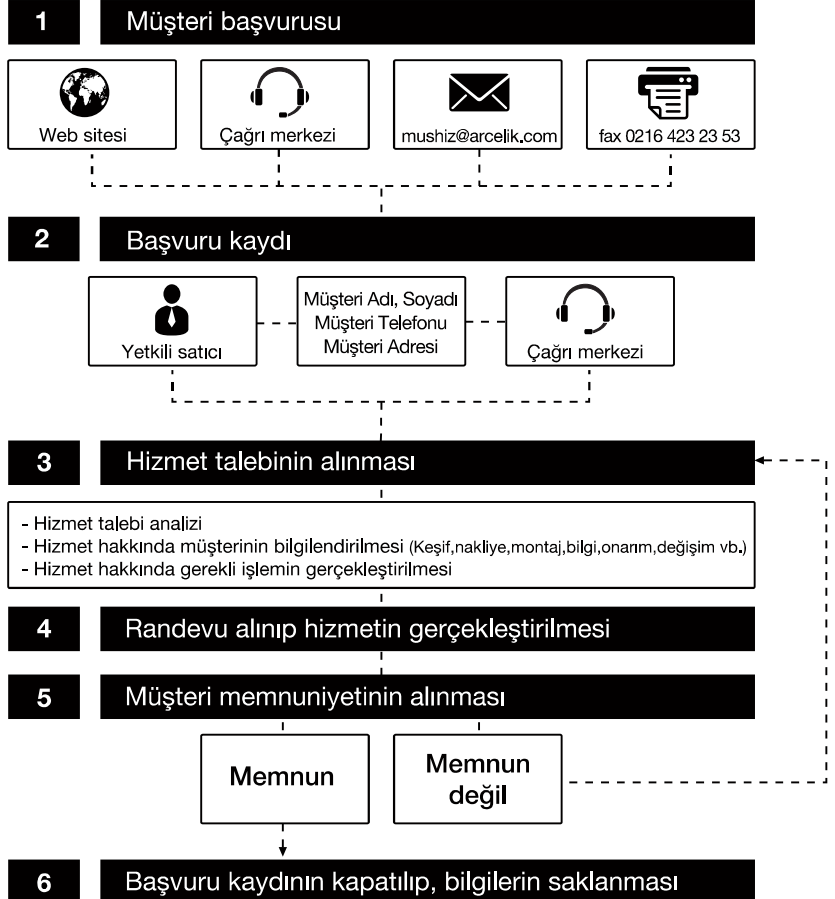 1 Müşteri başvurusu
Web sitesi
Çağrı merkezi
mushiz@arcelik.com
fax 0216 423 23 53
2 Başvuru kaydı
Yetkili satıcı
Müşteri Adı, Soyadı
Müşteri Telefonu
Müşteri Adresi
Çağrı merkezi
3 Hizmet talebinin alınması
- Hizmet talebi analizi
- Hizmet hakkında müşterinin bilgilendirilmesi (Keşif,nakliye,montaj,bilgi,onarım,değişim vb.)
- Hizmet hakkında gerekli işlemin gerçekleştirilmesi
4 Randevu alınıp hizmetin gerçekleştirilmesi
5 Müşteri memnuniyetinin alınması
Memnun
Memnun
değil
6 Başvuru kaydının kapatılıp, bilgilerin saklanması